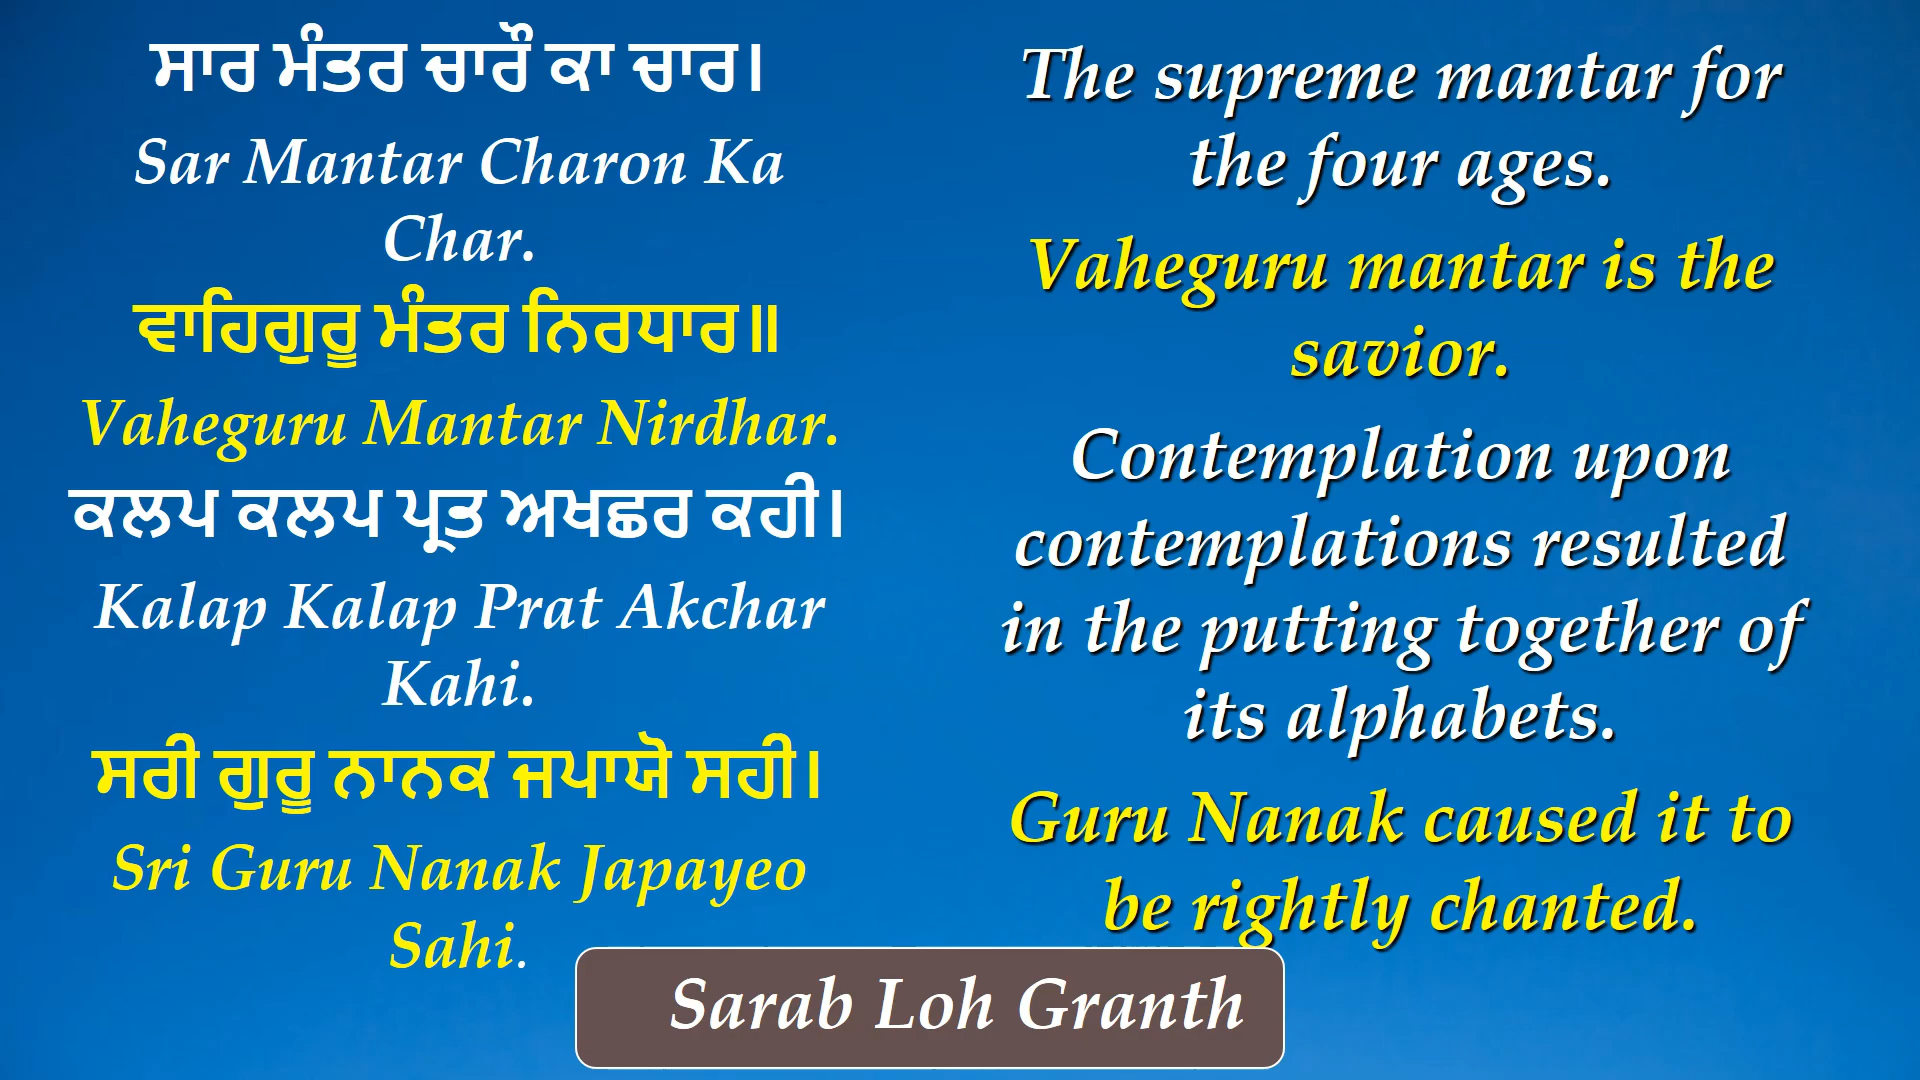 ਸਾਰ ਮੰਤਰ ਚਾਰੌ ਕਾ ਚਾਰ।
Sar Mantar Charon Ka
Char.
ਵਾਹਿਗੁਰੂ ਮੰਤਰ ਨਿਰਧਾਰ॥
Vaheguru Mantar Nirdhar.
ਕਲਪ ਕਲਪ ਪ੍ਰਤ ਅਖਛਰ ਕਹੀ।
Kalap Kalap Prat Akchar
Kahi.
ਸਰੀ ਗੁਰੂ ਨਾਨਕ ਜਪਾਯੋ ਸਹੀ।
Sri Guru Nanak Japayeo
Sahi.
The supreme mantar for
the four ages.
Vaheguru mantar is the
savior.
Contemplation upon
contemplations resulted
in the putting together of
its alphabets.
Guru Nanak caused it to
be rightly chanted.
Sarab Loh Granth